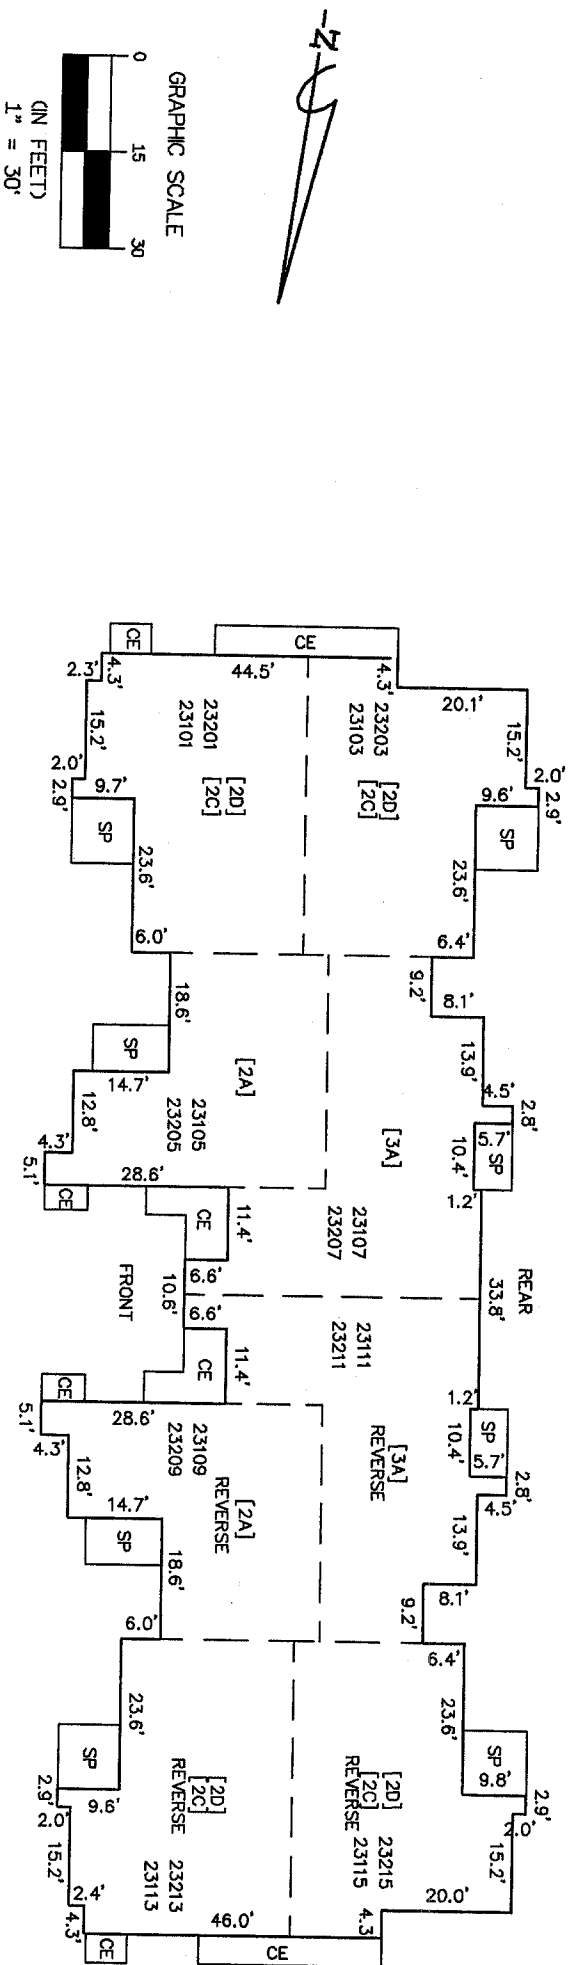 N
GRAPHIC SCALE
0 15 30
(IN FEET)
1" = 30'
CE
CE
4.3'
2.3'
44.5'
4.3'
20.1'
15.2'
2.0'
2.9'
9.7'
SP
23.6'
6.0'
23201
23101
[2D]
[2C]
23203
23103
[2D]
[2C]
15.2'
2.0'
2.9'
9.6'
SP
23.6'
6.4'
9.2'
8.1'
18.6'
SP
14.7'
12.8'
4.3'
5.1'
28.6'
CE
[2A]
23105
23205
13.9'
4.5'
2.8'
5.7'
SP
10.4'
1.2'
[3A]
23107
23207
CE
11.4'
6.6'
10.6'
6.6'
FRONT
REAR
33.8'
CE
11.4'
23111
23211
[3A]
REVERSE
1.2'
SP
10.4'
5.7'
2.8'
4.5'
13.9'
8.1'
9.2'
6.4'
CE
5.1'
28.6'
4.3'
12.8'
14.7'
SP
18.6'
6.0'
23109
23209
[2A]
REVERSE
23.6'
SP
2.9'
9.6'
2.0'
15.2'
2.4'
4.3'
CE
[2D]
[2C]
REVERSE
23213
23113
46.0'
CE
23.6'
SP
9.8'
2.9'
2.0'
15.2'
20.0'
4.3
[2D]
[2C]
REVERSE
23215
23115